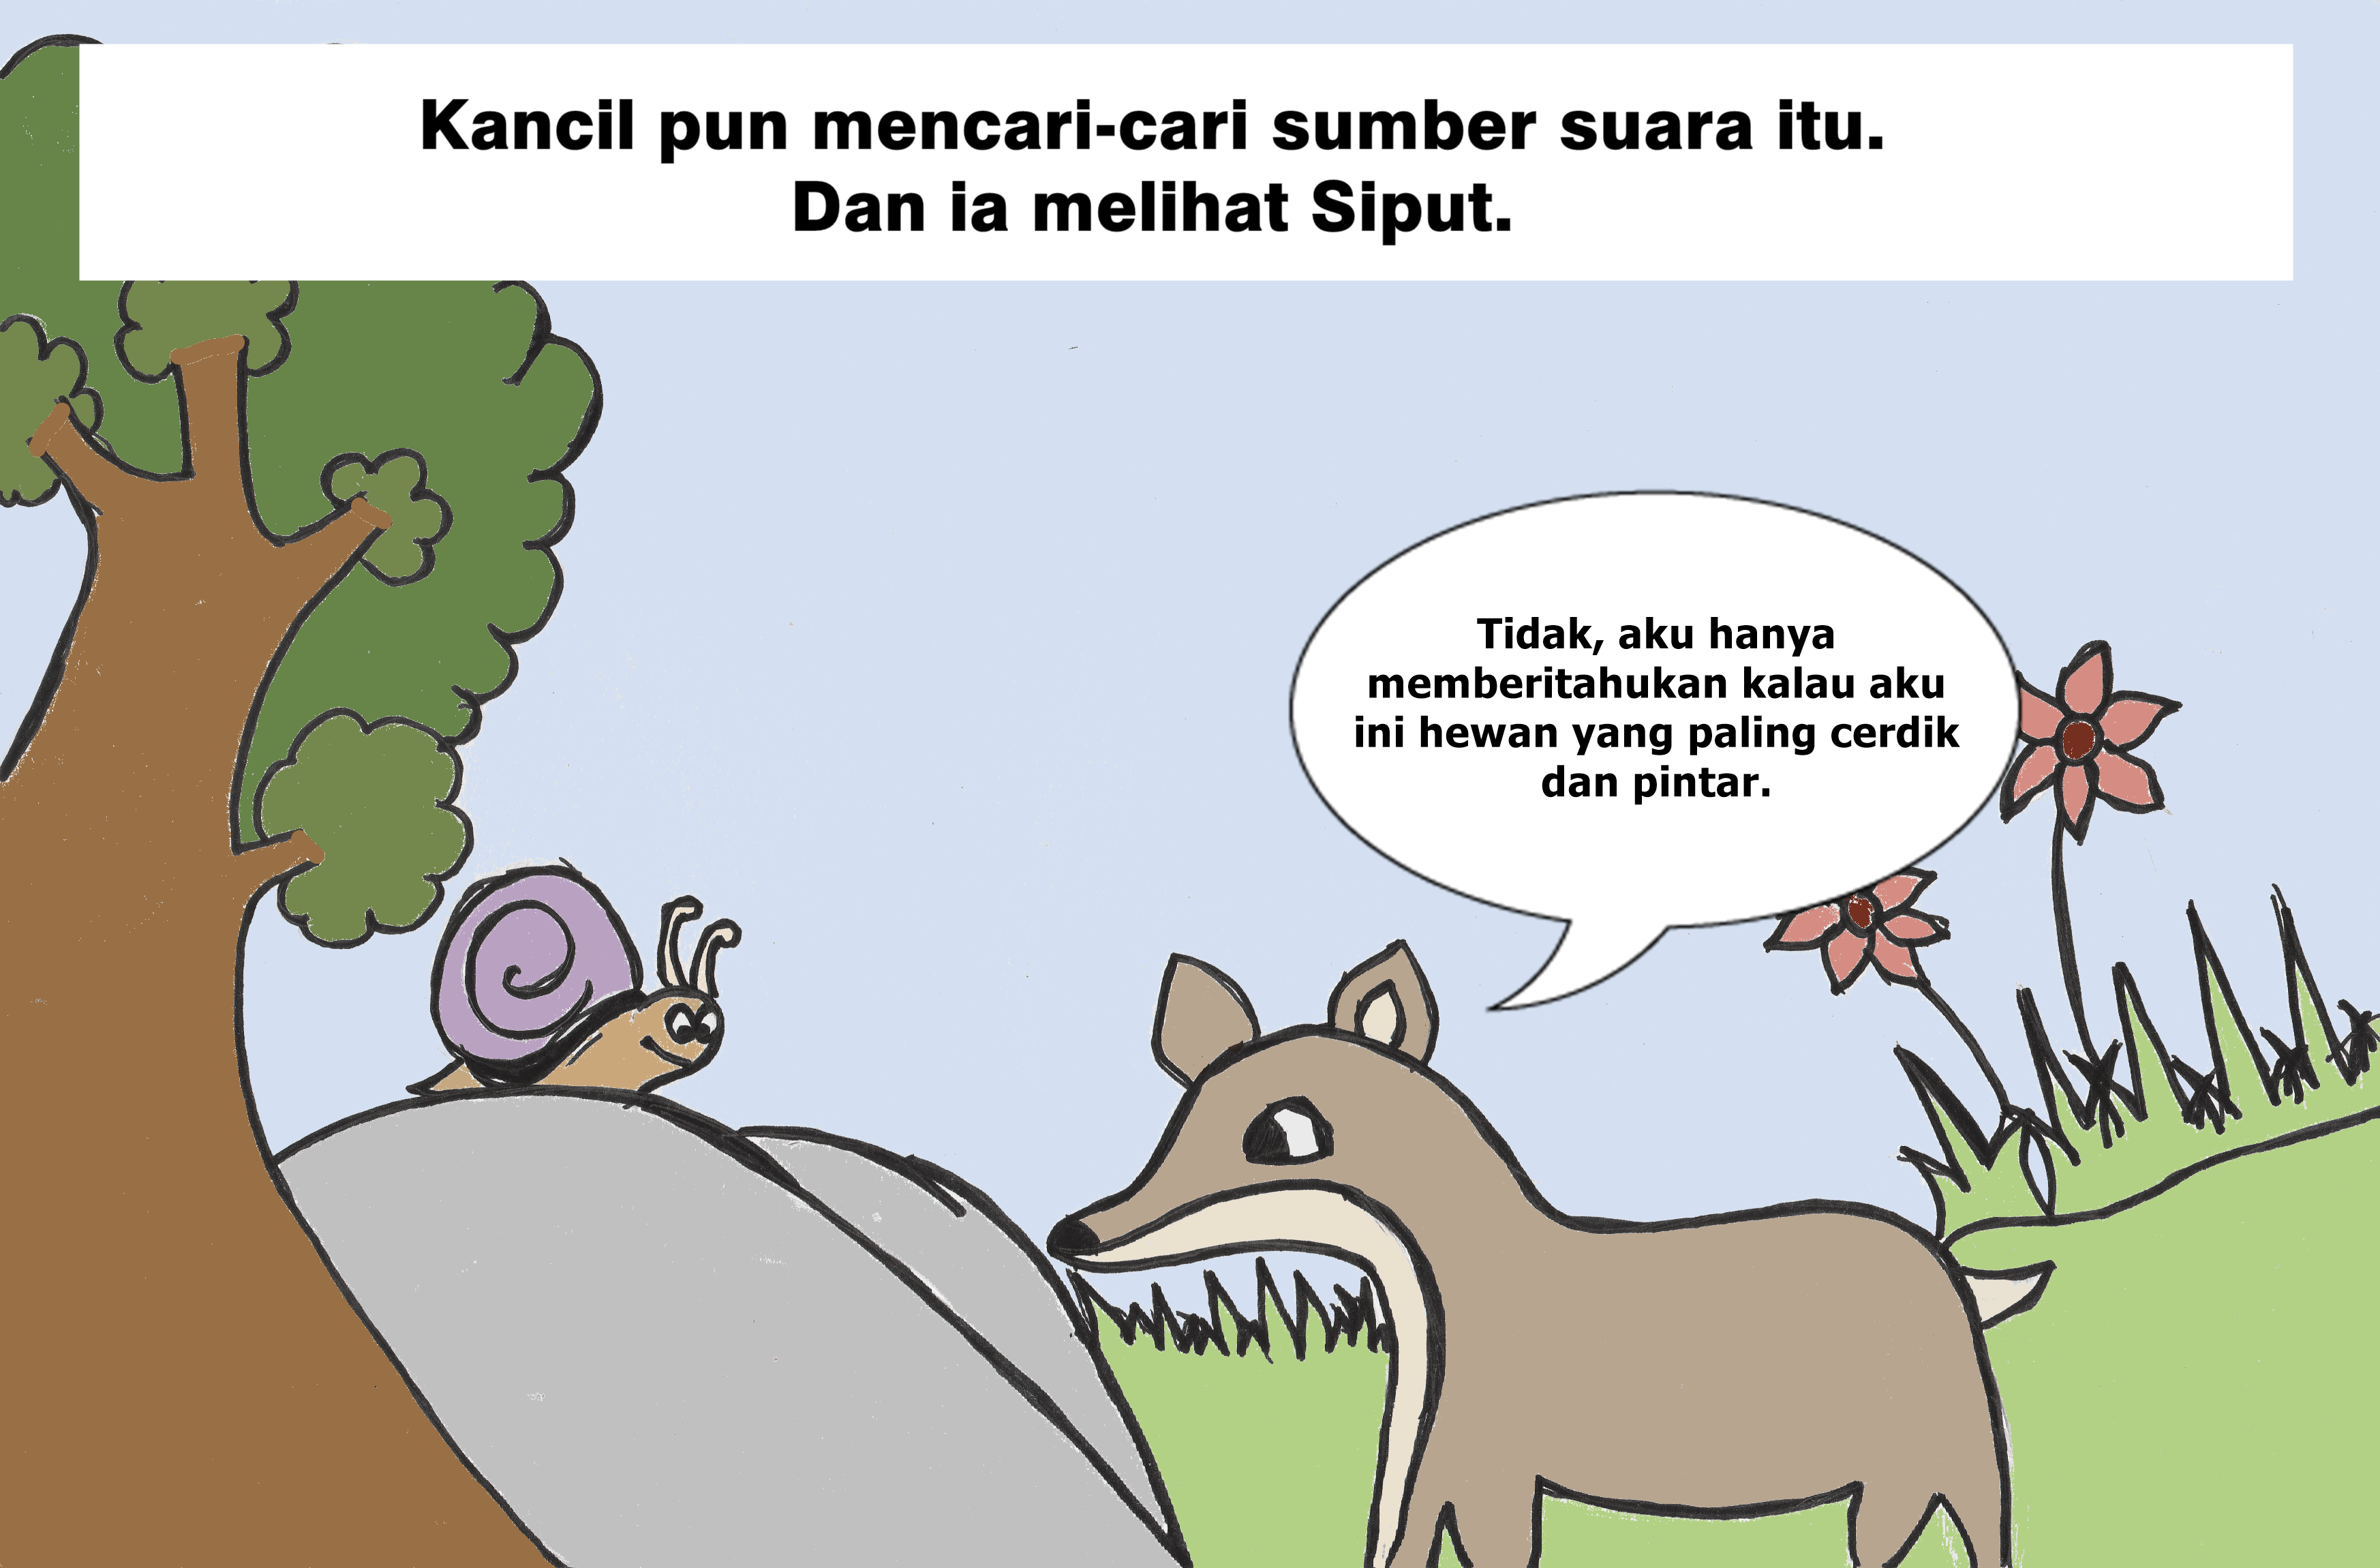 Kancil pun mencari-cari sumber suara itu.
Dan ia melihat Siput.
Tidak, aku hanya
memberitahukan kalau aku
ini hewan yang paling cerdik
dan pintar.